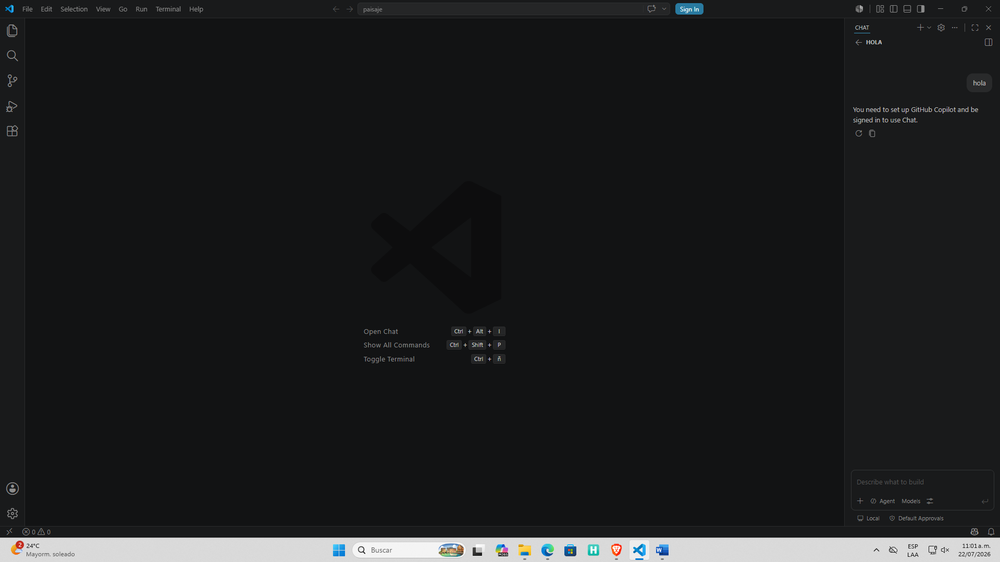 File Edit Selection View Go Run Terminal Help
paisaje
Sign In
CHAT
HOLA
hola
You need to set up GitHub Copilot and be
signed in to use Chat.
Open Chat Ctrl + Alt + I
Show All Commands Ctrl + Shift + P
Toggle Terminal Ctrl + ñ
Describe what to build
Agent Models
Local Default Approvals
0 0
2
24°C
Mayorm. soleado
Buscar
M365
H
W
ESP
LAA
11:01 a. m.
22/07/2026